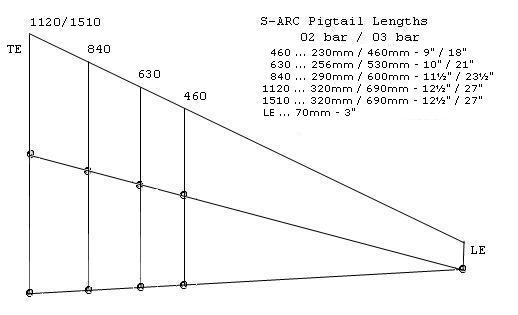 1120/1510
TE
840
630
460
LE
S-ARC Pigtail Lengths
02 bar / 03 bar
460 ... 230mm / 460mm - 9" / 18"
630 ... 256mm / 530mm - 10" / 21"
840 ... 290mm / 600mm - 11½" / 23½"
1120 ... 320mm / 690mm - 12½" / 27"
1510 ... 320mm / 690mm - 12½" / 27"
LE ... 70mm - 3"